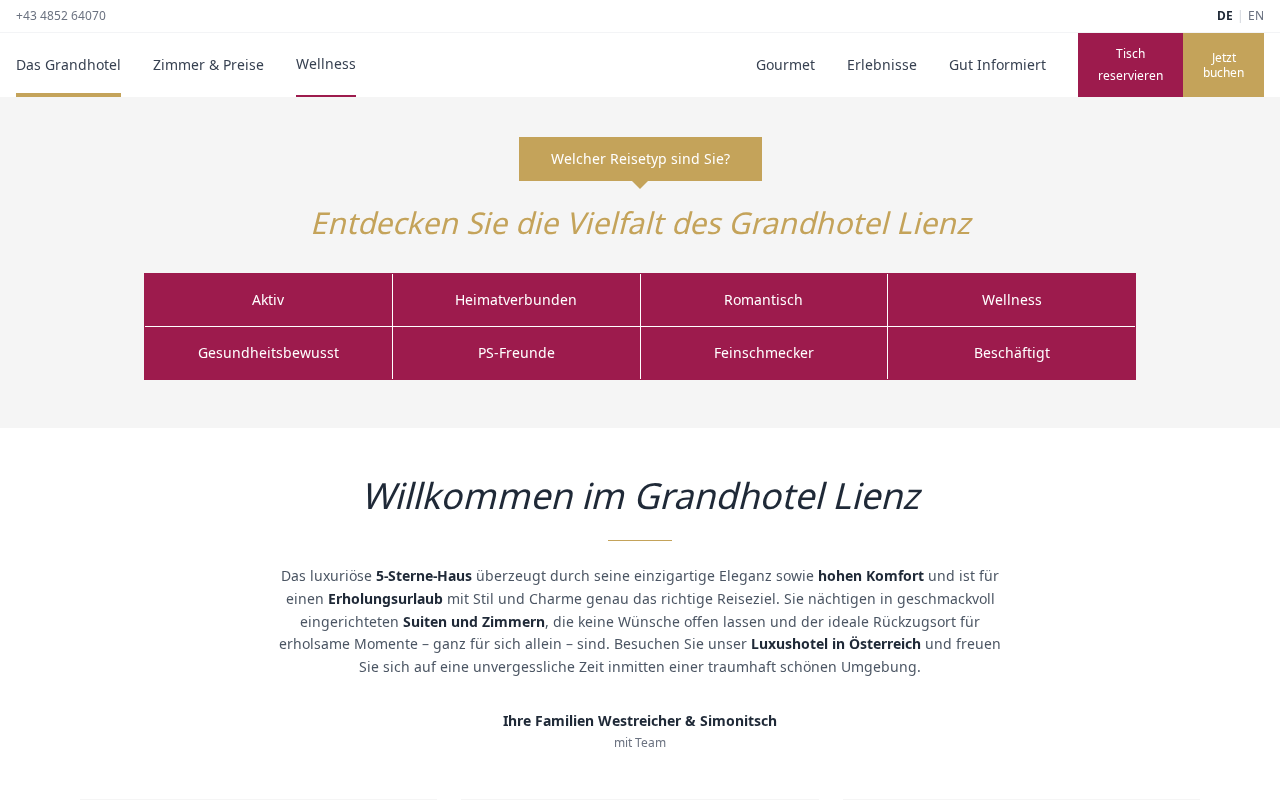 +43 4852 64070
DE | EN
Das Grandhotel
Zimmer & Preise
Wellness
Gourmet
Erlebnisse
Gut Informiert
Tisch
reservieren
Jetzt
buchen
Welcher Reisetyp sind Sie?
Entdecken Sie die Vielfalt des Grandhotel Lienz
Aktiv
Heimatverbunden
Romantisch
Wellness
Gesundheitsbewusst
PS-Freunde
Feinschmecker
Beschäftigt
Willkommen im Grandhotel Lienz
Das luxuriöse 5-Sterne-Haus überzeugt durch seine einzigartige Eleganz sowie hohen Komfort und ist für
einen Erholungsurlaub mit Stil und Charme genau das richtige Reiseziel. Sie nächtigen in geschmackvoll
eingerichteten Suiten und Zimmern, die keine Wünsche offen lassen und der ideale Rückzugsort für
erholsame Momente – ganz für sich allein – sind. Besuchen Sie unser Luxushotel in Österreich und freuen
Sie sich auf eine unvergessliche Zeit inmitten einer traumhaft schönen Umgebung.
Ihre Familien Westreicher & Simonitsch
mit Team